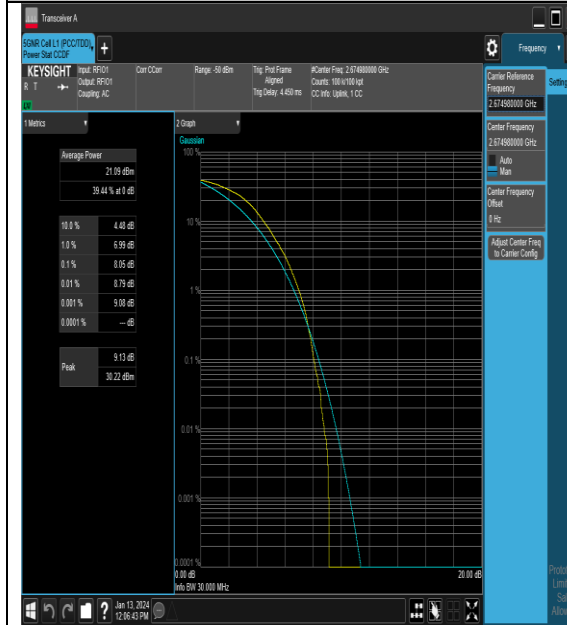 Transceiver A
5GNR Cell L1 (PCC/TDD)
Power Stat CCDF
KEYSIGHT
R T
LV
Input: RFIO1
Output: RFIO1
Coupling: AC
Corr CCorr
Range: -50 dBm
Trig: Prot Frame
Aligned
Trig Delay: 4.450 ms
#Center Freq: 2.674980000 GHz
Counts: 100 k/100 kpt
CC Info: Uplink, 1 CC
1 Metrics
Average Power
21.09 dBm
39.44 % at 0 dB
10.0 % 4.48 dB
1.0 % 6.99 dB
0.1 % 8.05 dB
0.01 % 8.79 dB
0.001 % 9.08 dB
0.0001 % --- dB
Peak
9.13 dB
30.22 dBm
2 Graph
Gaussian
100 %
10 %
1 %
0.1 %
0.01 %
0.001 %
0.0001 %
0.00 dB 20.00 dB
Info BW 30.000 MHz
Frequency
Carrier Reference
Frequency
2.674980000 GHz
Center Frequency
2.674980000 GHz
Auto
Man
Center Frequency
Offset
0 Hz
Adjust Center Freq
to Carrier Config
Setting
Jan 13, 2024
12:06:43 PM